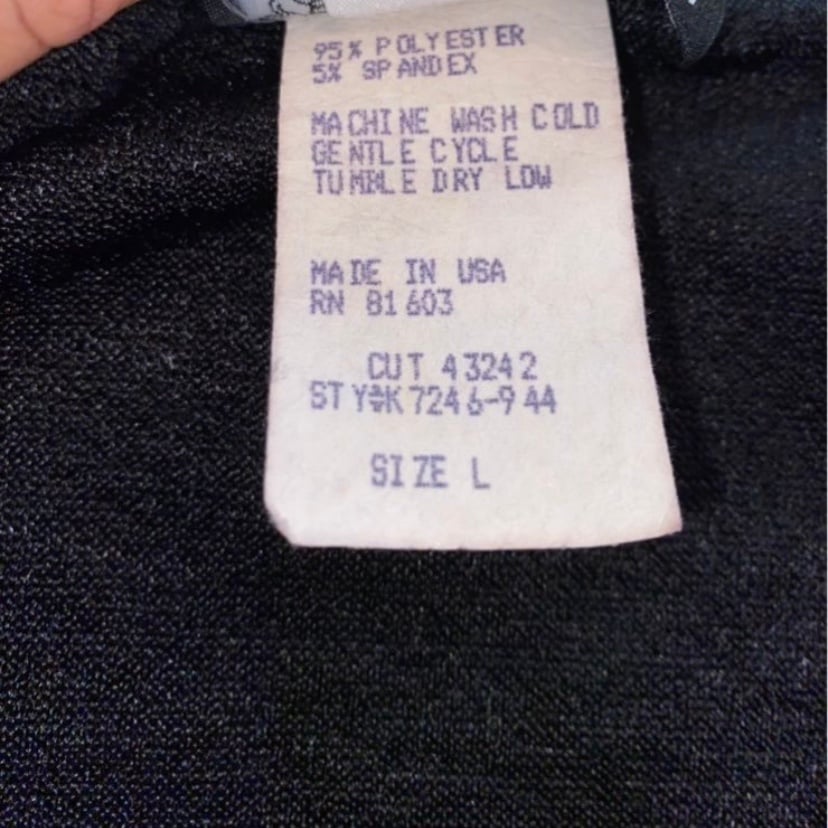 95% POLYESTER
5% SPANDEX
MACHINE WASH COLD
GENTLE CYCLE
TUMBLE DRY LOW
MADE IN USA
RN 81603
CUT 43242
STY#K7246-944
SIZE L